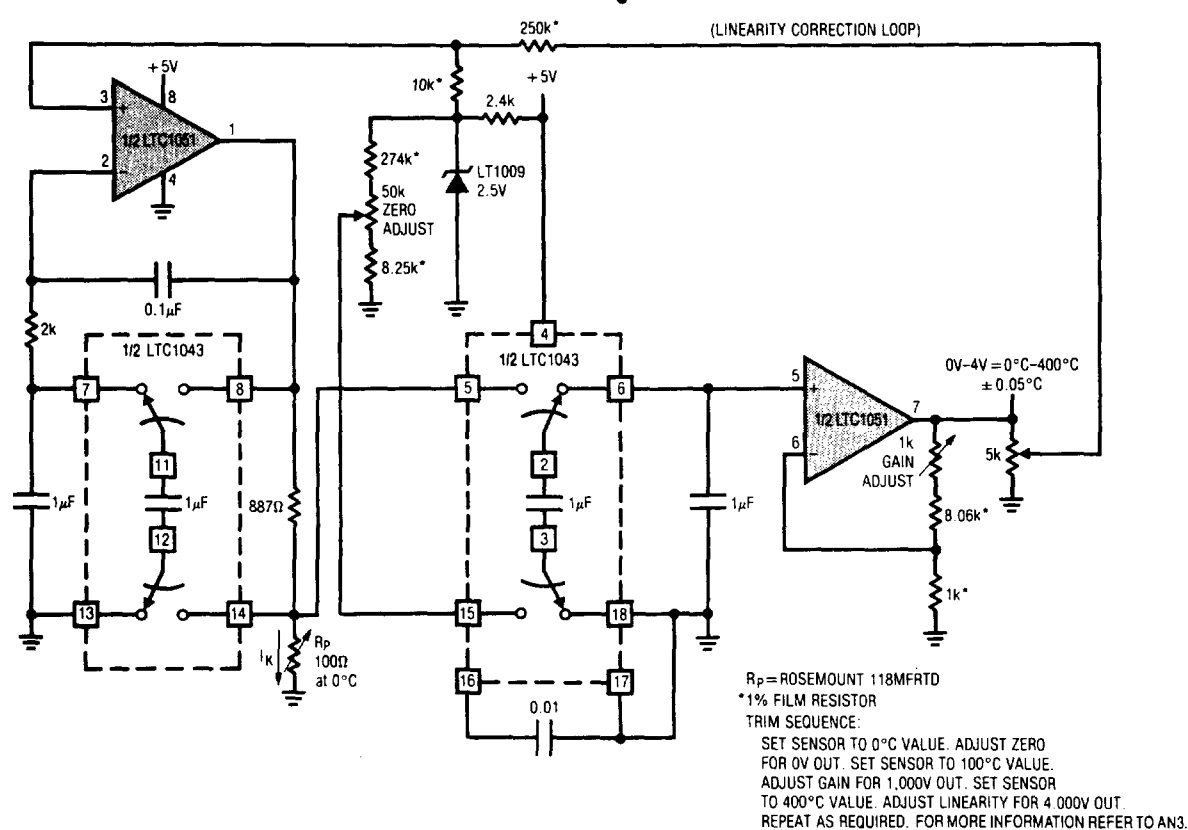 250k*
(LINEARITY CORRECTION LOOP)
+5V
10k*
+5V
3
+
8
2.4k
1/2 LTC1051
1
2
−
4
274k*
LT1009
2.5V
50k
ZERO
ADJUST
8.25k*
0.1µF
2k
1/2 LTC1043
4
1/2 LTC1043
0V–4V = 0°C–400°C
± 0.05°C
7
8
5
6
5
+
1/2 LTC1051
7
6
−
1k
GAIN
ADJUST
5k
11
2
1µF
1µF
887Ω
1µF
1µF
8.06k*
12
3
13
14
15
18
1k*
IK
RP
100Ω
at 0°C
16
17
0.01
RP = ROSEMOUNT 118MFRTD
*1% FILM RESISTOR
TRIM SEQUENCE:
SET SENSOR TO 0°C VALUE. ADJUST ZERO
FOR 0V OUT. SET SENSOR TO 100°C VALUE.
ADJUST GAIN FOR 1,000V OUT. SET SENSOR
TO 400°C VALUE. ADJUST LINEARITY FOR 4.000V OUT.
REPEAT AS REQUIRED. FOR MORE INFORMATION REFER TO AN3.